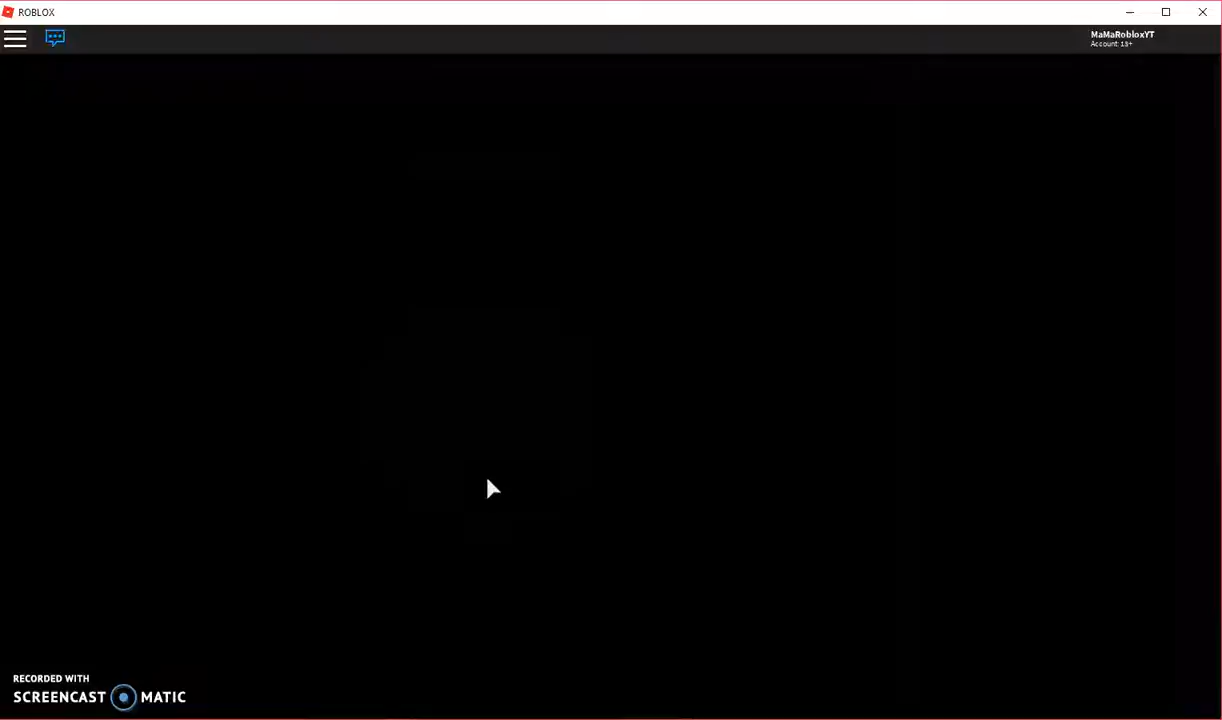 ROBLOX
MaMaRobloxYT
Account: 13+
RECORDED WITH
SCREENCAST MATIC